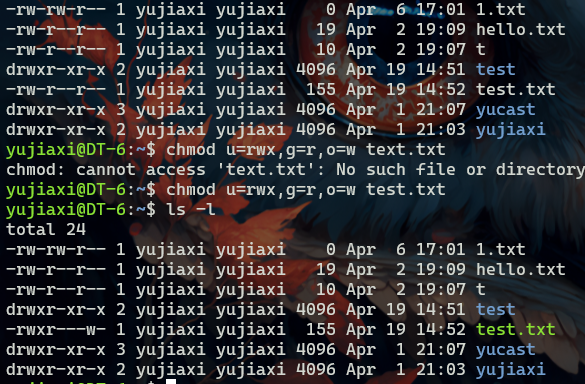 -rw-rw-r-- 1 yujiaxi yujiaxi    0 Apr  6 17:01 1.txt
-rw-r--r-- 1 yujiaxi yujiaxi   19 Apr  2 19:09 hello.txt
-rw-r--r-- 1 yujiaxi yujiaxi   10 Apr  2 19:07 t
drwxr-xr-x 2 yujiaxi yujiaxi 4096 Apr 19 14:51 test
-rw-r--r-- 1 yujiaxi yujiaxi  155 Apr 19 14:52 test.txt
drwxr-xr-x 3 yujiaxi yujiaxi 4096 Apr  1 21:07 yucast
drwxr-xr-x 2 yujiaxi yujiaxi 4096 Apr  1 21:03 yujiaxi
yujiaxi@DT-6:~$ chmod u=rwx,g=r,o=w text.txt
chmod: cannot access 'text.txt': No such file or directory
yujiaxi@DT-6:~$ chmod u=rwx,g=r,o=w test.txt
yujiaxi@DT-6:~$ ls -l
total 24
-rw-rw-r-- 1 yujiaxi yujiaxi    0 Apr  6 17:01 1.txt
-rw-r--r-- 1 yujiaxi yujiaxi   19 Apr  2 19:09 hello.txt
-rw-r--r-- 1 yujiaxi yujiaxi   10 Apr  2 19:07 t
drwxr-xr-x 2 yujiaxi yujiaxi 4096 Apr 19 14:51 test
-rwxr---w- 1 yujiaxi yujiaxi  155 Apr 19 14:52 test.txt
drwxr-xr-x 3 yujiaxi yujiaxi 4096 Apr  1 21:07 yucast
drwxr-xr-x 2 yujiaxi yujiaxi 4096 Apr  1 21:03 yujiaxi
yujiaxi@DT-6:~$